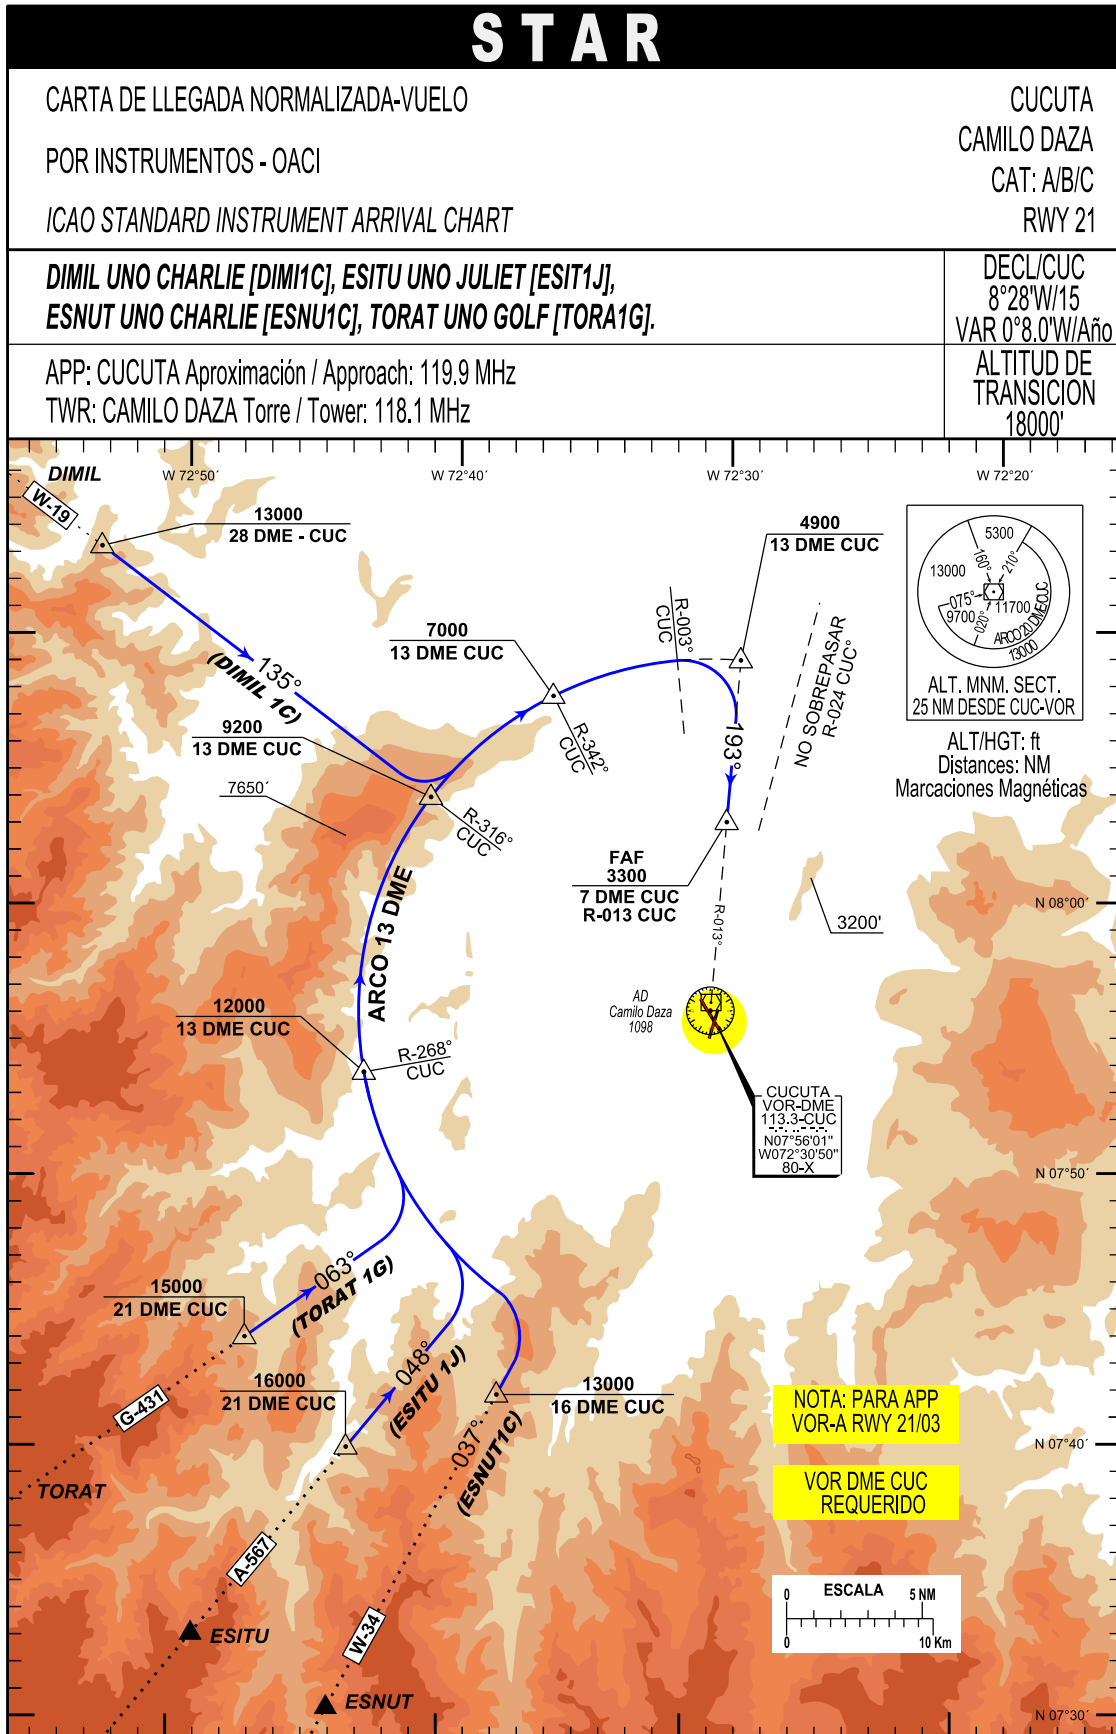 STAR
CARTA DE LLEGADA NORMALIZADA-VUELO
POR INSTRUMENTOS - OACI
ICAO STANDARD INSTRUMENT ARRIVAL CHART
CUCUTA
CAMILO DAZA
CAT: A/B/C
RWY 21
DIMIL UNO CHARLIE [DIMI1C], ESITU UNO JULIET [ESIT1J],
ESNUT UNO CHARLIE [ESNU1C], TORAT UNO GOLF [TORA1G].
DECL/CUC
8°28'W/15
VAR 0°8.0'W/Año
APP: CUCUTA Aproximación / Approach: 119.9 MHz
TWR: CAMILO DAZA Torre / Tower: 118.1 MHz
ALTITUD DE
TRANSICION
18000'
DIMIL
W 72°50´
W 72°40´
W 72°30´
W 72°20´
W-19
13000
28 DME - CUC
4900
13 DME CUC
5300
13000
160°
210°
075°
9700
11700
020°
ARCO 20 DME/CUC
13000
ALT. MNM. SECT.
25 NM DESDE CUC-VOR
ALT/HGT: ft
Distances: NM
Marcaciones Magnéticas
7000
13 DME CUC
R-003°
CUC
NO SOBREPASAR
R-024 CUC°
135°
(DIMIL 1C)
9200
13 DME CUC
R-342°
CUC
193°
7650´
R-316°
CUC
FAF
3300
7 DME CUC
R-013 CUC
R-013°
3200'
N 08°00´
ARCO 13 DME
12000
13 DME CUC
R-268°
CUC
AD
Camilo Daza
1098
CUCUTA
VOR-DME
113.3-CUC
N07°56'01"
W072°30'50"
80-X
N 07°50´
15000
21 DME CUC
063°
(TORAT 1G)
16000
21 DME CUC
048°
(ESITU 1J)
13000
16 DME CUC
037°
(ESNUT1C)
G-431
TORAT
NOTA: PARA APP
VOR-A RWY 21/03
N 07°40´
VOR DME CUC
REQUERIDO
A-567
ESITU
W-34
ESNUT
0 ESCALA 5 NM
0 10 Km
N 07°30´